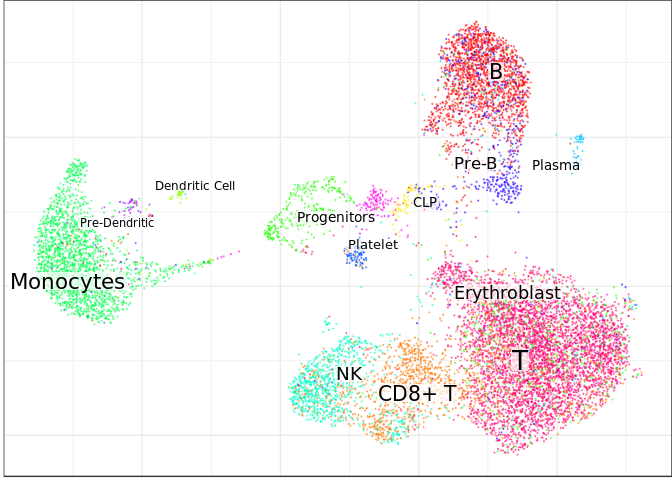 B
Pre-B
Plasma
Dendritic Cell
Pre-Dendritic
CLP
Progenitors
Platelet
Monocytes
Erythroblast
T
NK
CD8+ T